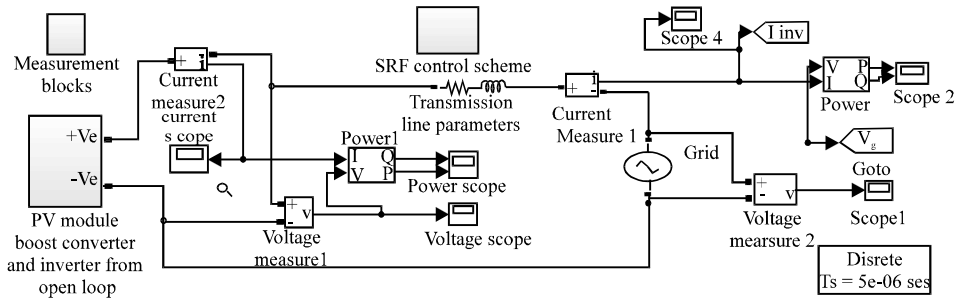 Measurement
blocks
+Ve
-Ve
PV module
boost converter
and inverter from
open loop
+
i
-
Current
measure2
current
s cope
SRF control scheme
Transmission
line parameters
Power1
I
V
Q
P
Power scope
+
-
v
Voltage
measure1
Voltage scope
+
i
-
Current
Measure 1
Scope 4
I inv
V
I
P
Q
Power
Scope 2
Vg
Goto
Grid
+
-
v
Voltage
mearsure 2
Scope1
Disrete
Ts = 5e-06 ses